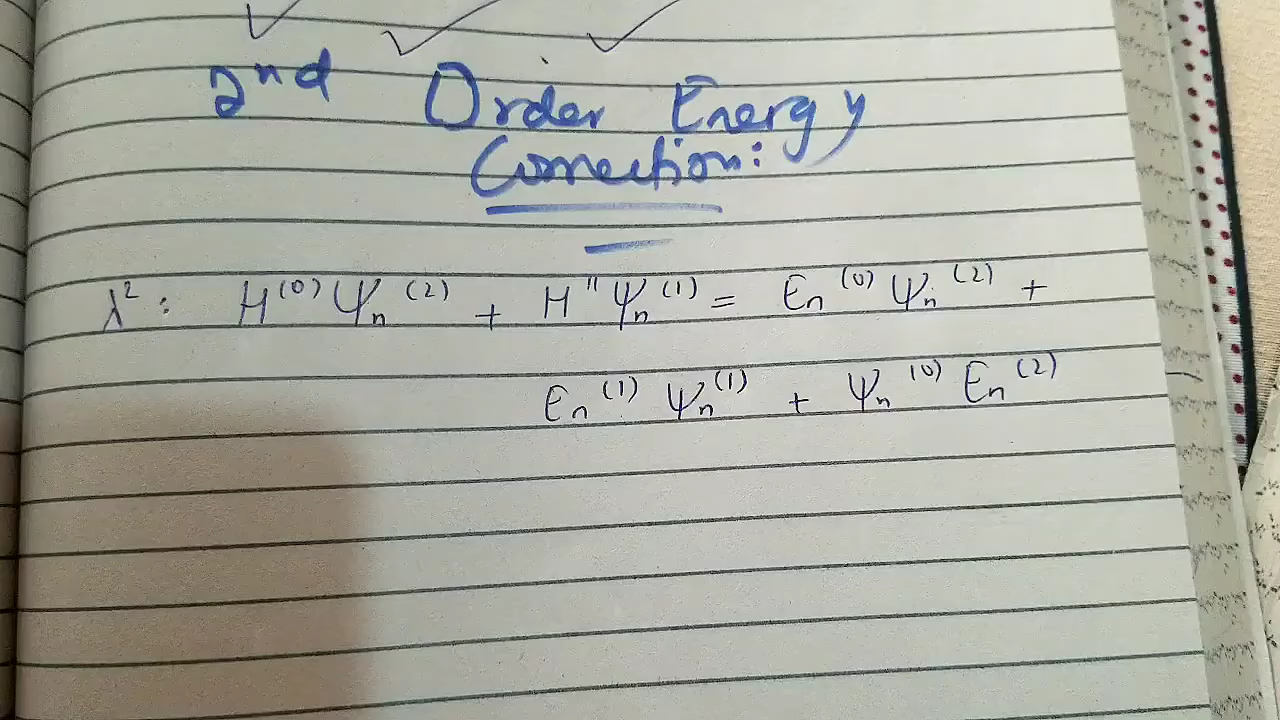 2nd Order Energy
Correction:
λ² : H⁽⁰⁾ Ψₙ⁽²⁾ + H'' Ψₙ⁽¹⁾ = Eₙ⁽⁰⁾ Ψₙ⁽²⁾ +
Eₙ⁽¹⁾ Ψₙ⁽¹⁾ + Ψₙ⁽⁰⁾ Eₙ⁽²⁾